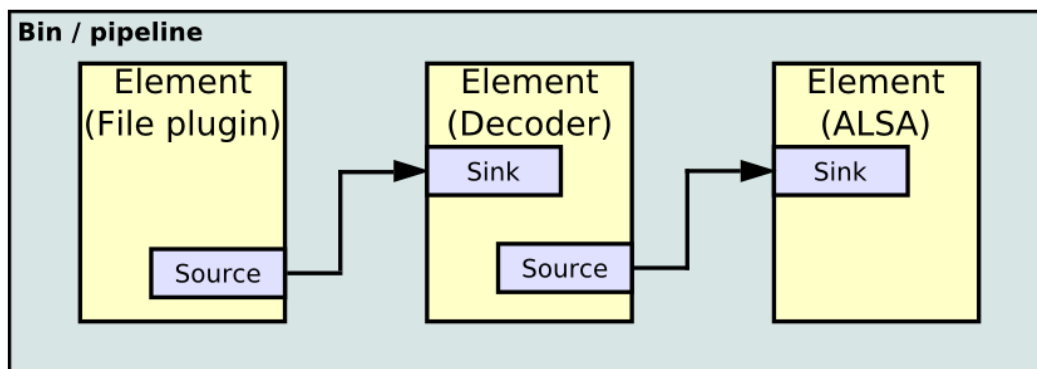 Bin / pipeline
Element
(File plugin)
Source
Element
(Decoder)
Sink
Source
Element
(ALSA)
Sink